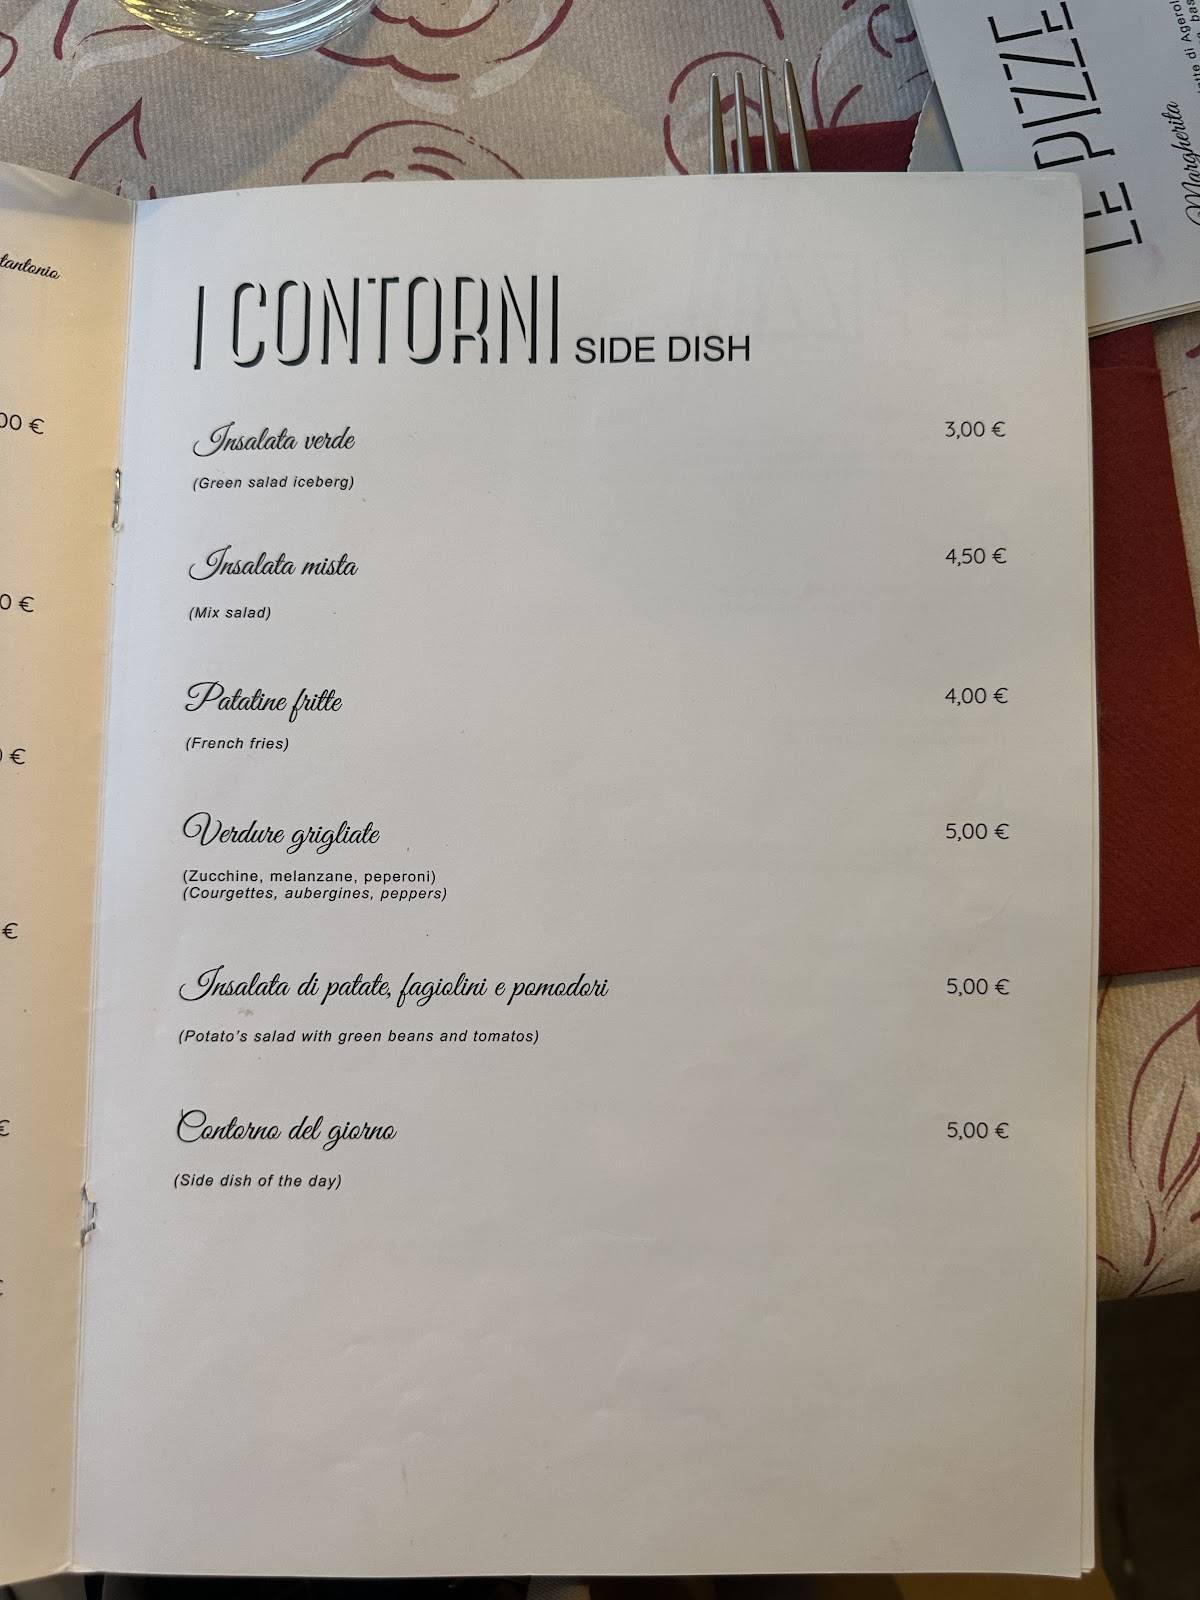 I CONTORNI SIDE DISH
Insalata verde 3,00 €
(Green salad iceberg)
Insalata mista 4,50 €
(Mix salad)
Patatine fritte 4,00 €
(French fries)
Verdure grigliate 5,00 €
(Zucchine, melanzane, peperoni)
(Courgettes, aubergines, peppers)
Insalata di patate, fagiolini e pomodori 5,00 €
(Potato's salad with green beans and tomatos)
Contorno del giorno 5,00 €
(Side dish of the day)
LE PIZZE
Margherita